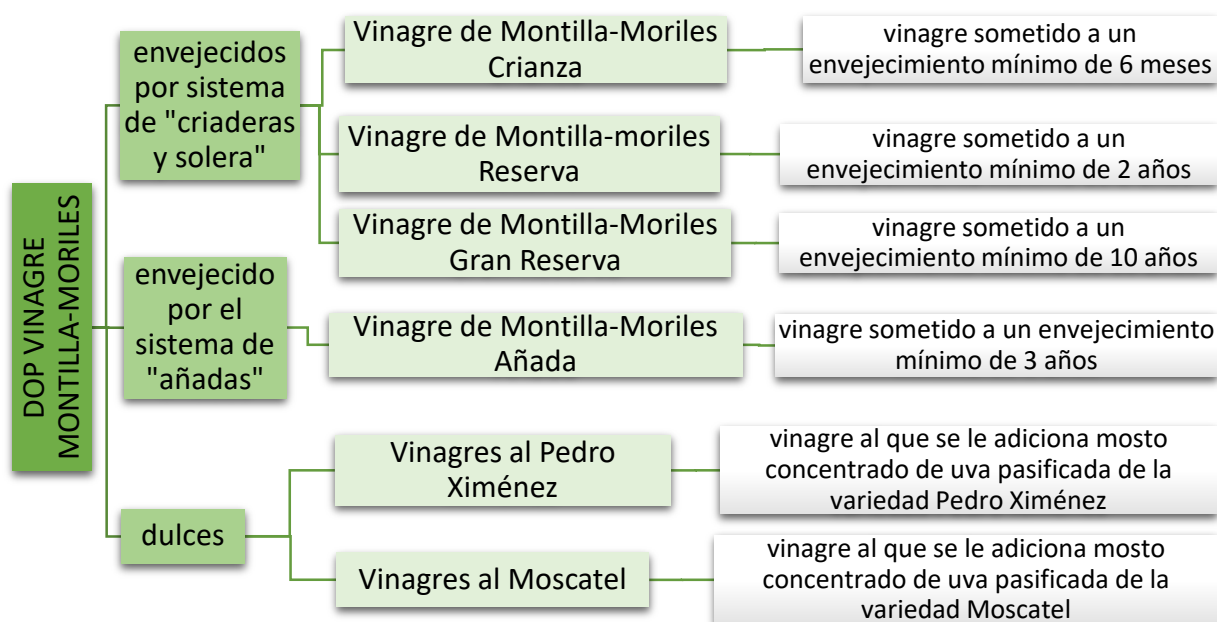 DOP VINAGRE
MONTILLA-MORILES
envejecidos
por sistema
de "criaderas
y solera"
Vinagre de Montilla-Moriles
Crianza
vinagre sometido a un
envejecimiento mínimo de 6 meses
Vinagre de Montilla-moriles
Reserva
vinagre sometido a un
envejecimiento mínimo de 2 años
Vinagre de Montilla-Moriles
Gran Reserva
vinagre sometido a un
envejecimiento mínimo de 10 años
envejecido
por el
sistema de
"añadas"
Vinagre de Montilla-Moriles
Añada
vinagre sometido a un envejecimiento
mínimo de 3 años
dulces
Vinagres al Pedro
Ximénez
vinagre al que se le adiciona mosto
concentrado de uva pasificada de la
variedad Pedro Ximénez
Vinagres al Moscatel
vinagre al que se le adiciona mosto
concentrado de uva pasificada de la
variedad Moscatel